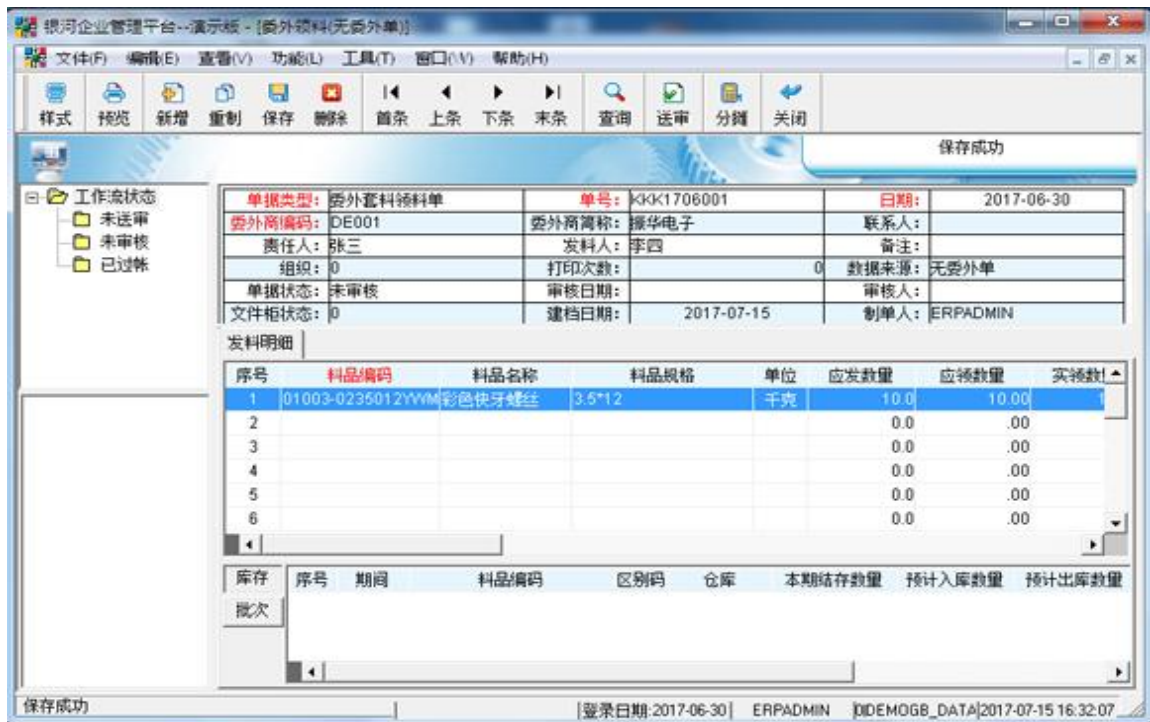 银河企业管理平台--演示板 - [委外领料(无委外单)]
文件(F) 编辑(E) 查看(V) 功能(L) 工具(T) 窗口(W) 帮助(H)
样式 预览 新增 重制 保存 删除 首条 上条 下条 末条 查询 送审 分摊 关闭
保存成功
工作流状态
未送审
未审核
已过帐
单据类型: 委外套料领料单 单号: KKK1706001 日期: 2017-06-30
委外商编码: DE001 委外商简称: 振华电子 联系人:
责任人: 张三 发料人: 李四 备注:
组织: 0 打印次数: 0 数据来源: 无委外单
单据状态: 未审核 审核日期: 审核人:
文件柜状态: 0 建档日期: 2017-07-15 制单人: ERPADMIN
发料明细
序号 料品编码 料品名称 料品规格 单位 应发数量 应领数量 实领数
1 01003-0235012YWM 彩色快牙螺丝 3.5*12 千克 10.0 10.00 1
2 0.0 .00
3 0.0 .00
4 0.0 .00
5 0.0 .00
6 0.0 .00
库存 序号 期间 料品编码 区别码 仓库 本期结存数量 预计入库数量 预计出库数量
批次
保存成功 登录日期:2017-06-30 ERPADMIN DEMOGB_DATA 2017-07-15 16:32:07